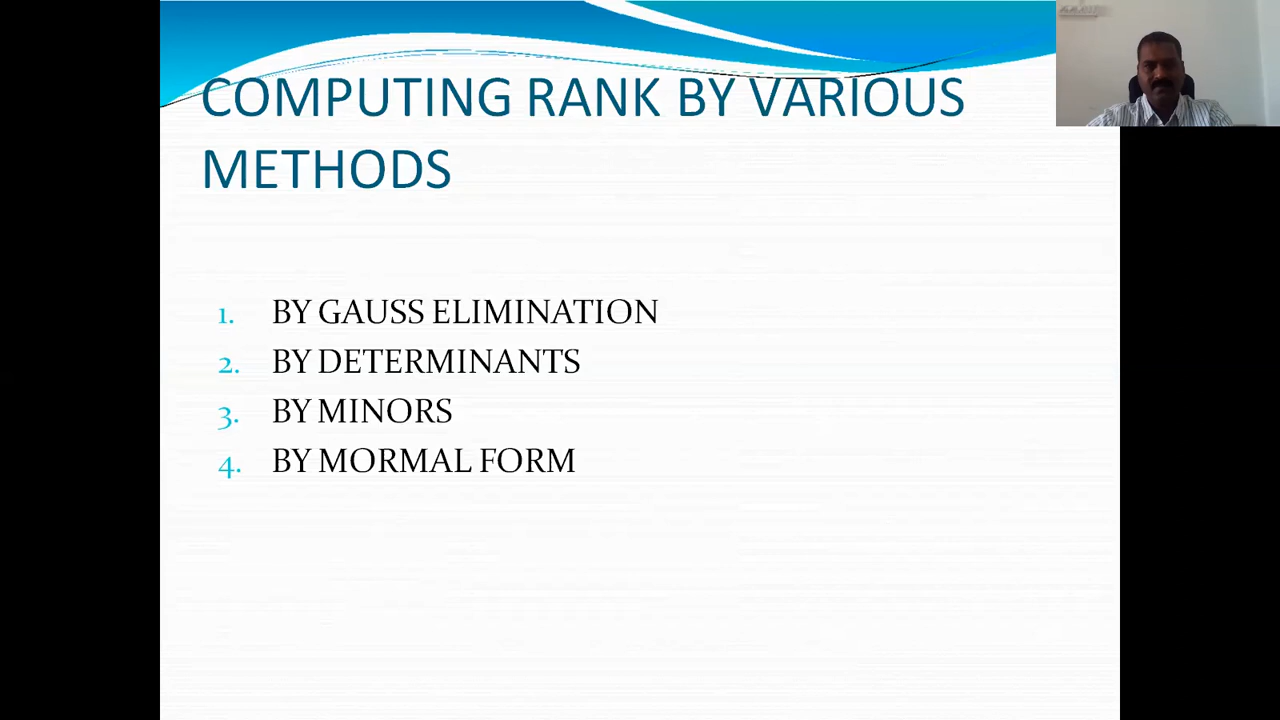 COMPUTING RANK BY VARIOUS
METHODS
1. BY GAUSS ELIMINATION
2. BY DETERMINANTS
3. BY MINORS
4. BY MORMAL FORM